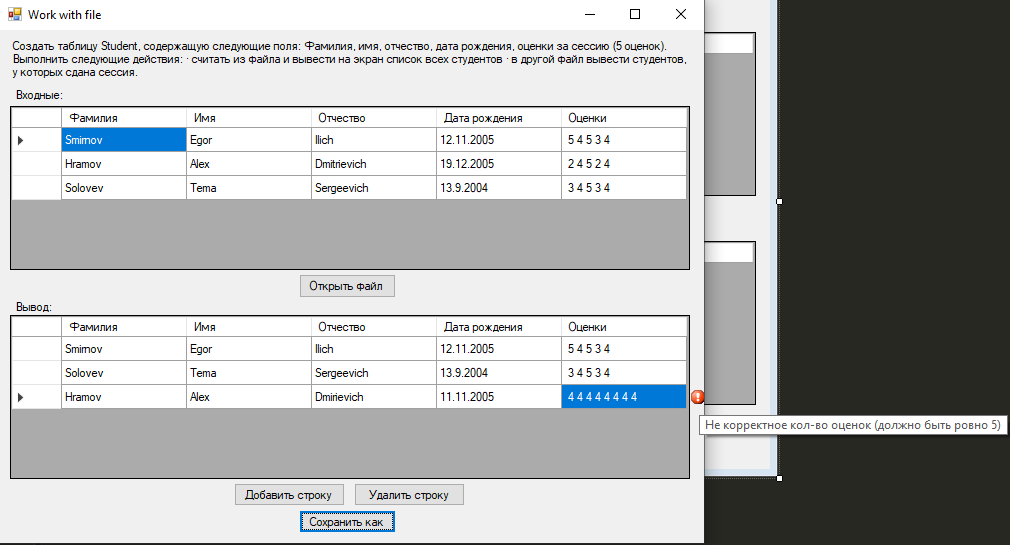 Work with file
Создать таблицу Student, содержащую следующие поля: Фамилия, имя, отчество, дата рождения, оценки за сессию (5 оценок).
Выполнить следующие действия: · считать из файла и вывести на экран список всех студентов · в другой файл вывести студентов,
у которых сдана сессия.
Входные:
Фамилия Имя Отчество Дата рождения Оценки
Smirnov Egor Ilich 12.11.2005 5 4 5 3 4
Hramov Alex Dmitrievich 19.12.2005 2 4 5 2 4
Solovev Tema Sergeevich 13.9.2004 3 4 5 3 4
Открыть файл
Вывод:
Фамилия Имя Отчество Дата рождения Оценки
Smirnov Egor Ilich 12.11.2005 5 4 5 3 4
Solovev Tema Sergeevich 13.9.2004 3 4 5 3 4
Hramov Alex Dmirievich 11.11.2005 4 4 4 4 4 4 4 4
Не корректное кол-во оценок (должно быть ровно 5)
Добавить строку Удалить строку
Сохранить как